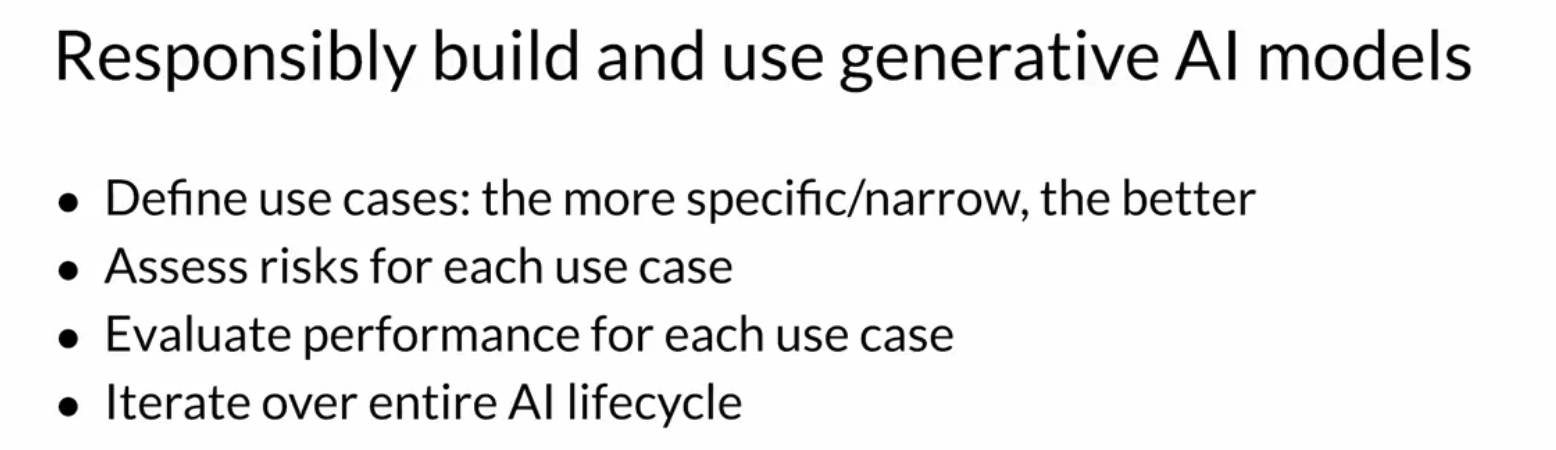 Responsibly build and use generative AI models
● Define use cases: the more specific/narrow, the better
● Assess risks for each use case
● Evaluate performance for each use case
● Iterate over entire AI lifecycle